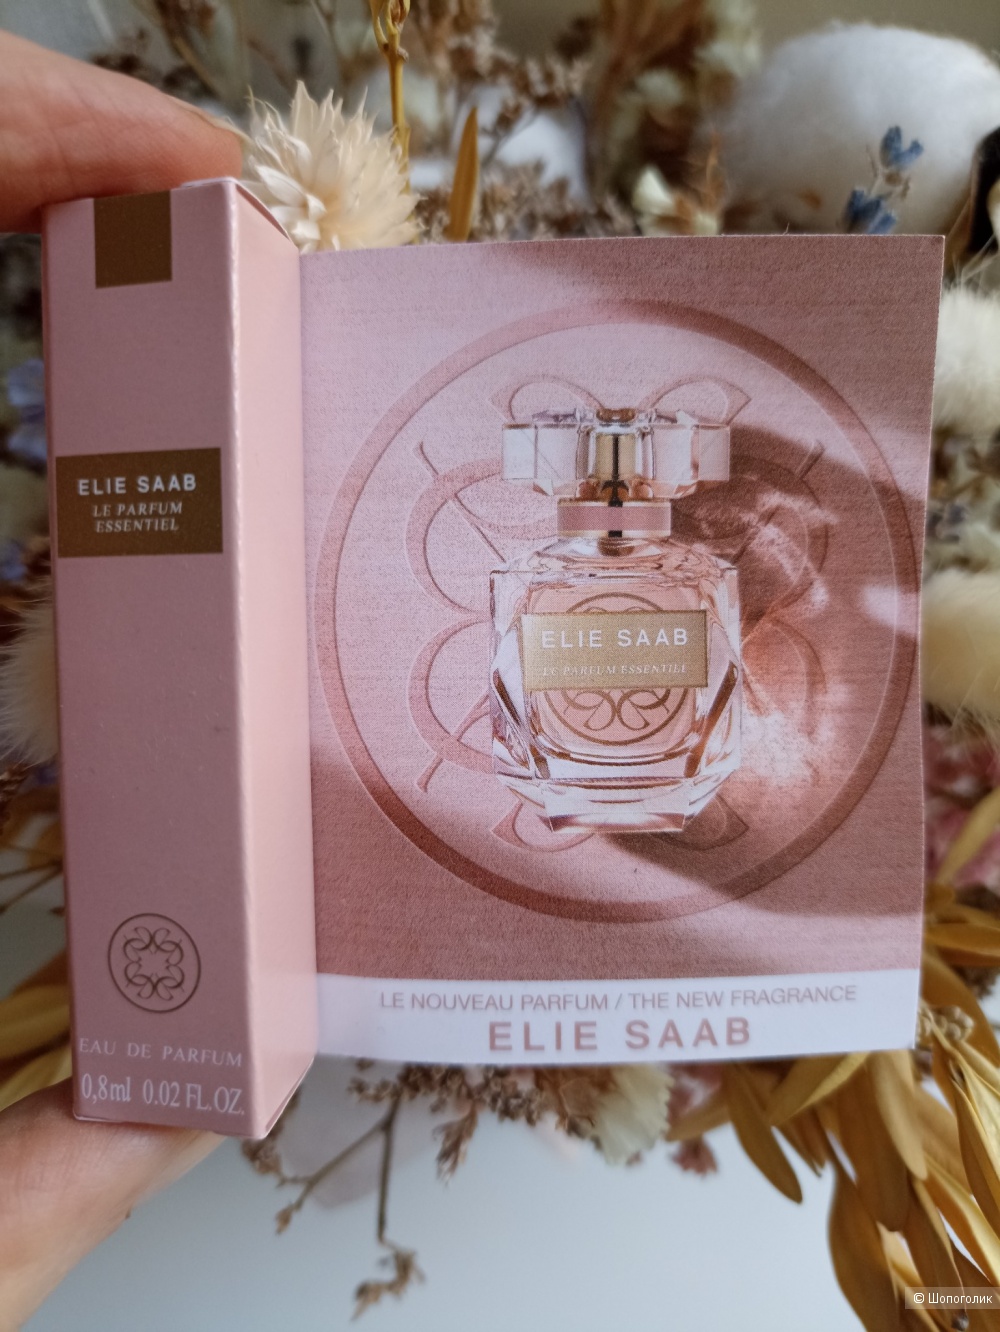 ELIE SAAB
LE PARFUM
ESSENTIEL
EAU DE PARFUM
0,8ml 0.02 FL.OZ.
ELIE SAAB
LE PARFUM ESSENTIEL
LE NOUVEAU PARFUM / THE NEW FRAGRANCE
ELIE SAAB
© Шопоголик